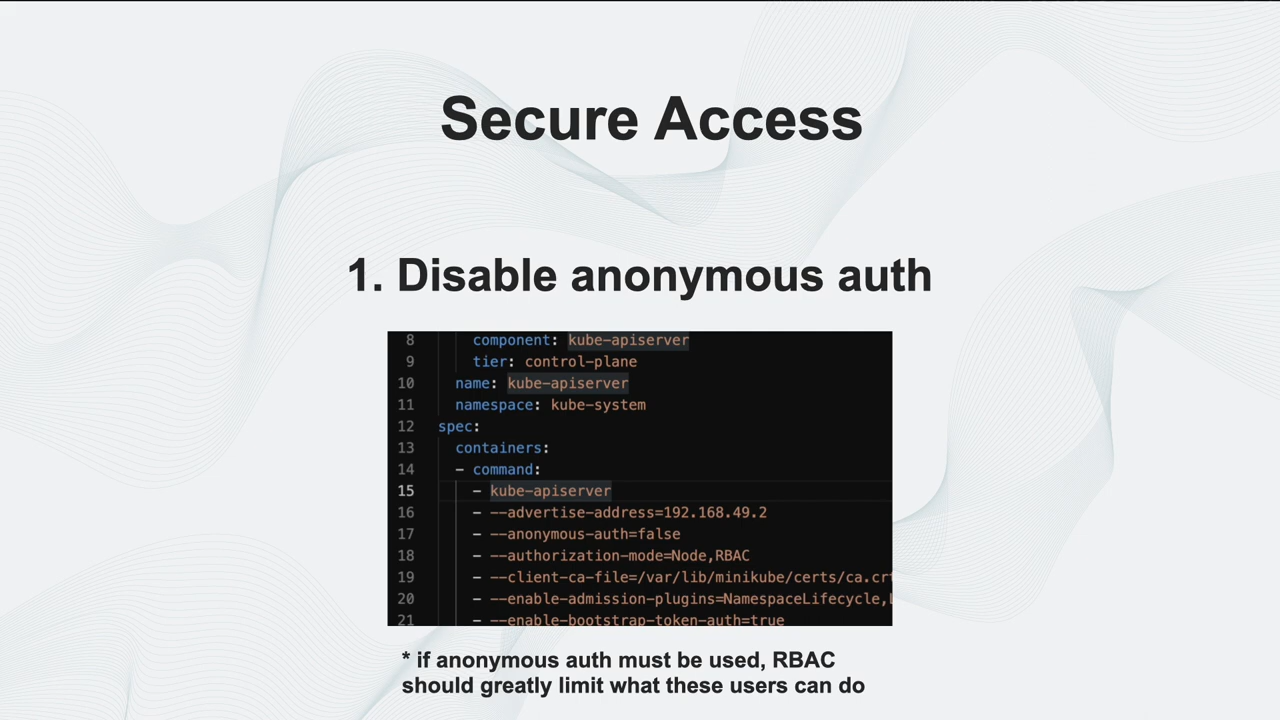 Secure Access
1. Disable anonymous auth
8 component: kube-apiserver
9 tier: control-plane
10 name: kube-apiserver
11 namespace: kube-system
12 spec:
13 containers:
14 - command:
15 - kube-apiserver
16 - --advertise-address=192.168.49.2
17 - --anonymous-auth=false
18 - --authorization-mode=Node,RBAC
19 - --client-ca-file=/var/lib/minikube/certs/ca.crt
20 - --enable-admission-plugins=NamespaceLifecycle,
21 - --enable-bootstrap-token-auth=true
* if anonymous auth must be used, RBAC
should greatly limit what these users can do